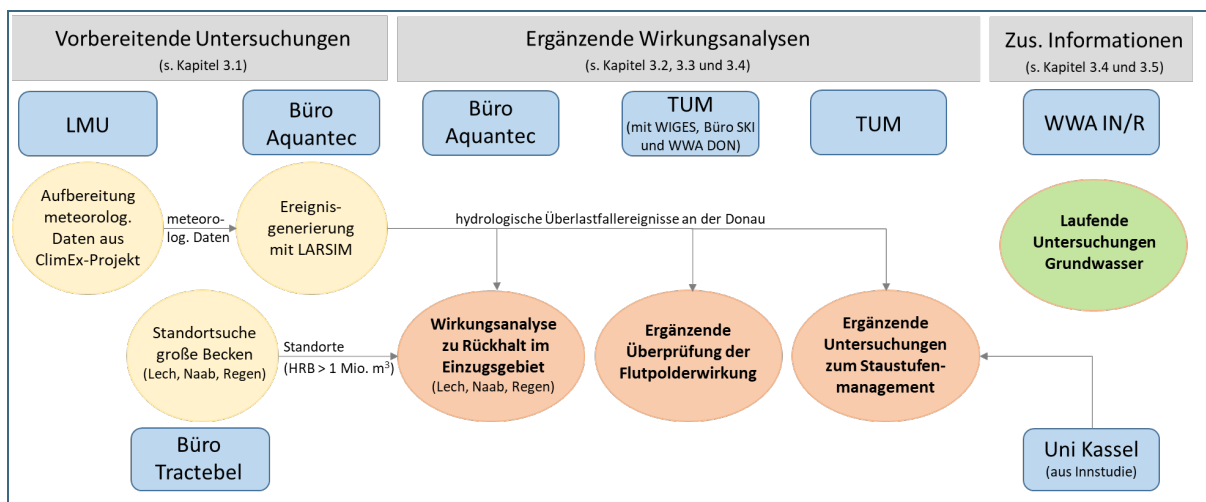 Vorbereitende Untersuchungen
(s. Kapitel 3.1)
Ergänzende Wirkungsanalysen
(s. Kapitel 3.2, 3.3 und 3.4)
Zus. Informationen
(s. Kapitel 3.4 und 3.5)
LMU
Büro
Aquantec
Büro
Aquantec
TUM
(mit WIGES, Büro SKI
und WWA DON)
TUM
WWA IN/R
Aufbereitung
meteorolog.
Daten aus
ClimEx-Projekt
meteoro-
log. Daten
Ereignis-
generierung
mit LARSIM
hydrologische Überlastfallereignisse an der Donau
Laufende
Untersuchungen
Grundwasser
Standortsuche
große Becken
(Lech, Naab, Regen)
Standorte
(HRB > 1 Mio. m³)
Wirkungsanalyse
zu Rückhalt im
Einzugsgebiet
(Lech, Naab, Regen)
Ergänzende
Überprüfung der
Flutpolderwirkung
Ergänzende
Untersuchungen
zum Staustufen-
management
Büro
Tractebel
Uni Kassel
(aus Innstudie)